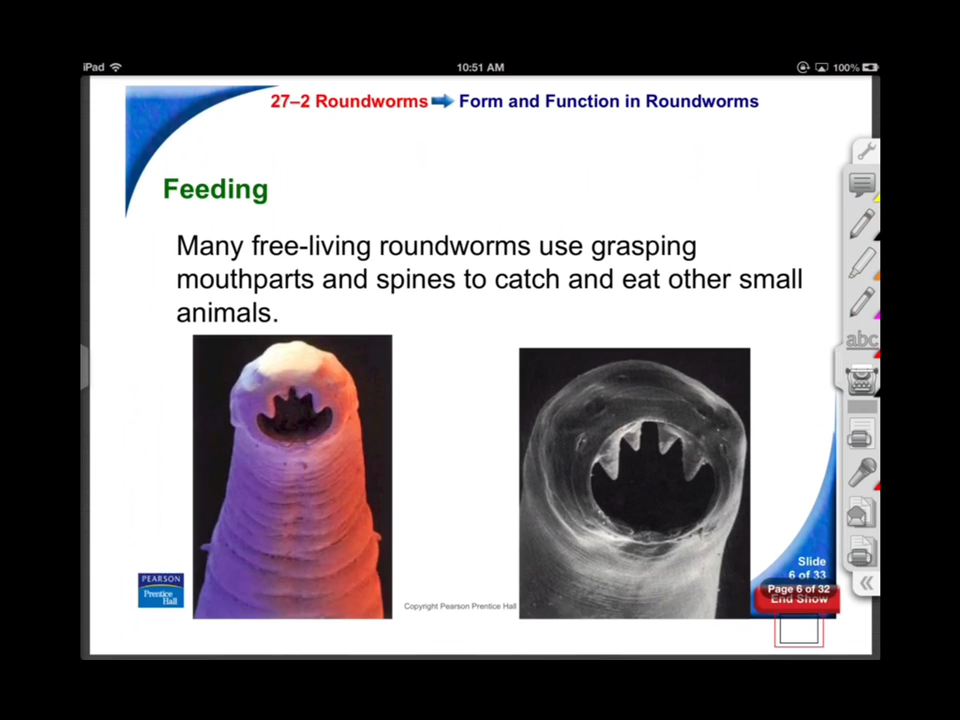 iPad
10:51 AM
100%
27–2 Roundworms Form and Function in Roundworms
Feeding
Many free-living roundworms use grasping
mouthparts and spines to catch and eat other small
animals.
abc
PEARSON
Prentice
Hall
Copyright Pearson Prentice Hall
Slide
6 of 33
Page 6 of 32
End Show